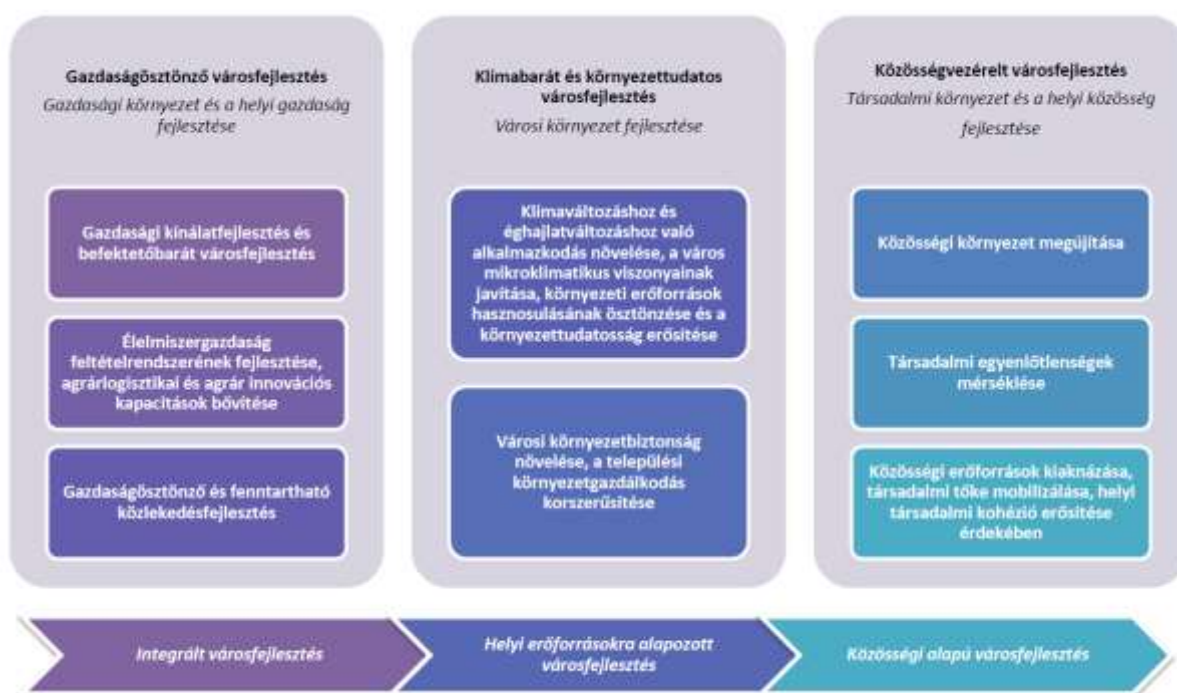 Gazdaságösztönző városfejlesztés
Gazdasági környezet és a helyi gazdaság
fejlesztése
Gazdasági kínálatfejlesztés és
befektetőbarát városfejlesztés
Élelmiszergazdaság
feltételrendszerének fejlesztése,
agrárlogisztikai és agrár innovációs
kapacitások bővítése
Gazdaságösztönző és fenntartható
közlekedésfejlesztés
Klímabarát és környezettudatos
városfejlesztés
Városi környezet fejlesztése
Klímaváltozáshoz és
éghajlatváltozáshoz való
alkalmazkodás növelése, a város
mikroklimatikus viszonyainak
javítása, környezeti erőforrások
hasznosulásának ösztönzése és a
környezettudatosság erősítése
Városi környezetbiztonság
növelése, a települési
környezetgazdálkodás
korszerűsítése
Közösségvezérelt városfejlesztés
Társadalmi környezet és a helyi közösség
fejlesztése
Közösségi környezet megújítása
Társadalmi egyenlőtlenségek
mérséklése
Közösségi erőforrások kiaknázása,
társadalmi tőke mobilizálása, helyi
társadalmi kohézió erősítése
érdekében
Integrált városfejlesztés
Helyi erőforrásokra alapozott
városfejlesztés
Közösségi alapú városfejlesztés